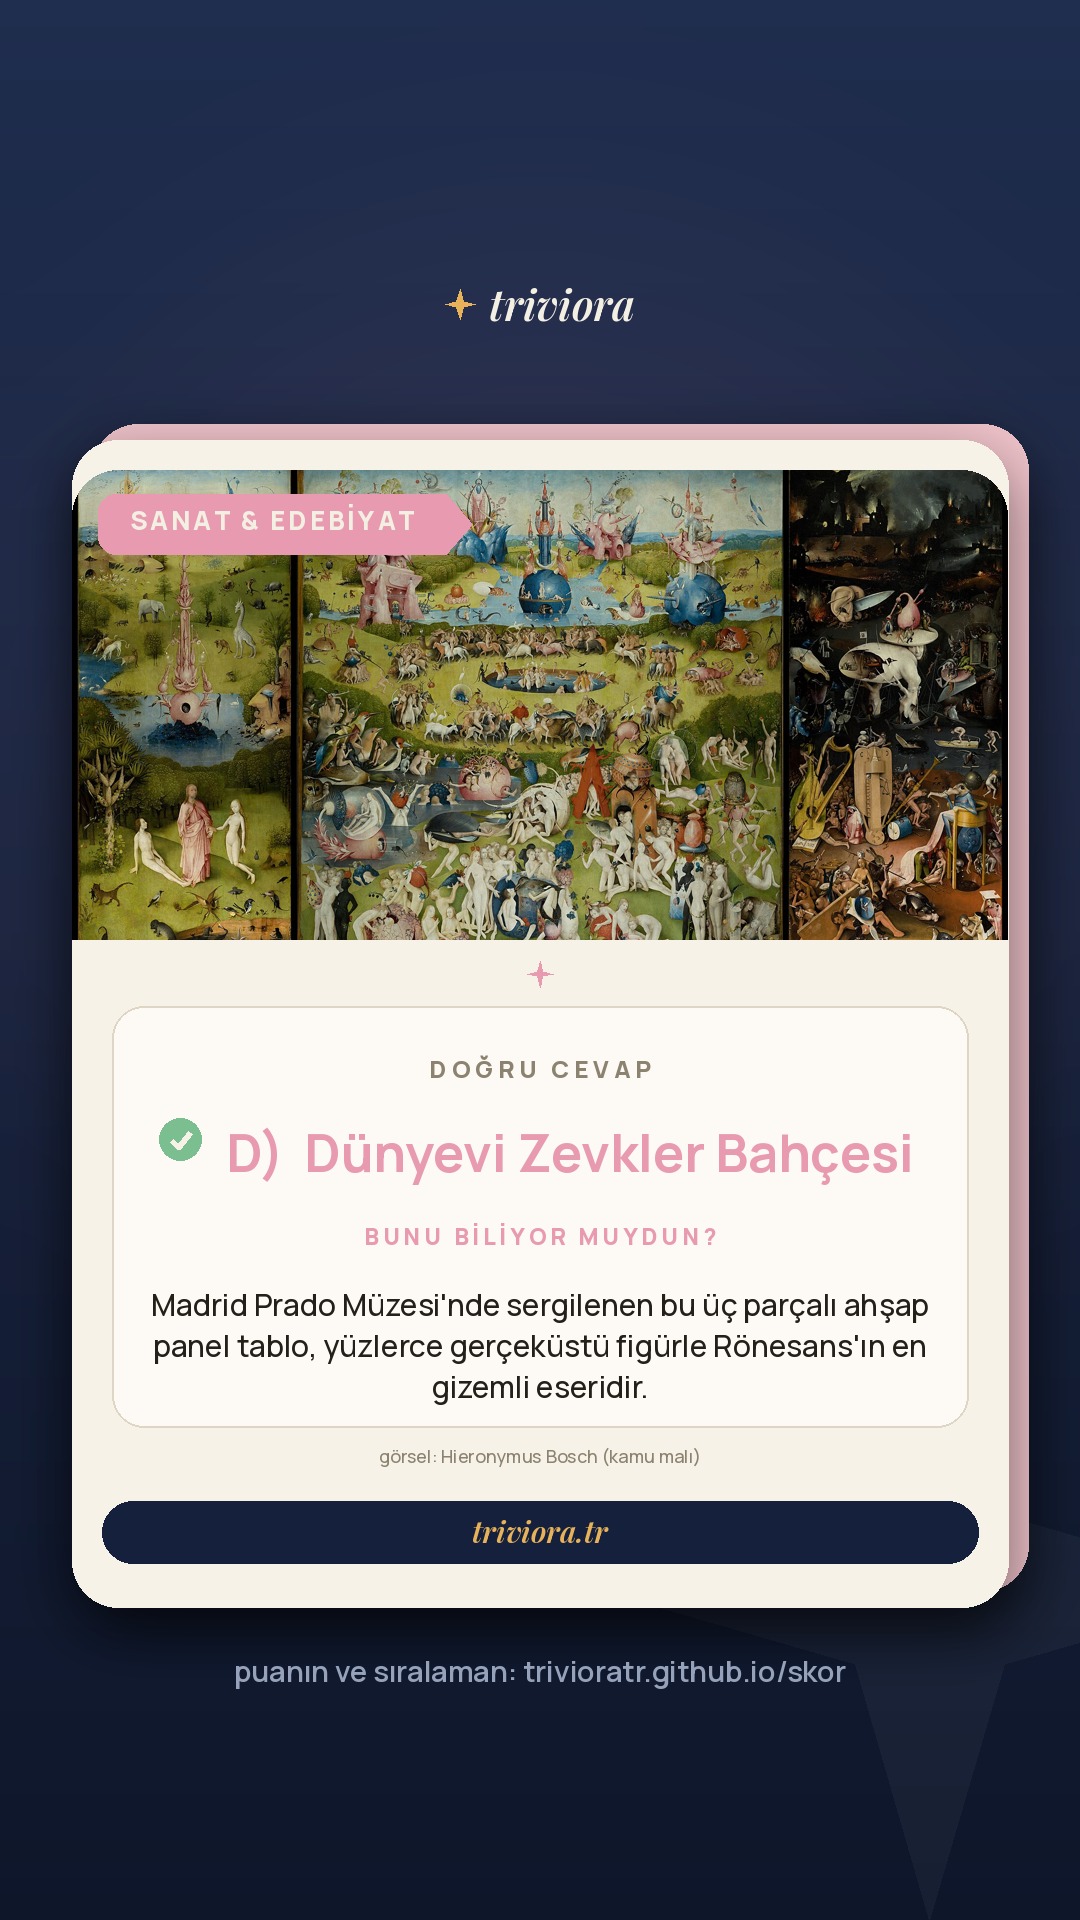 triviora
SANAT & EDEBİYAT
DOĞRU CEVAP
D) Dünyevi Zevkler Bahçesi
BUNU BİLİYOR MUYDUN?
Madrid Prado Müzesi'nde sergilenen bu üç parçalı ahşap
panel tablo, yüzlerce gerçeküstü figürle Rönesans'ın en
gizemli eseridir.
görsel: Hieronymus Bosch (kamu malı)
triviora.tr
puanın ve sıralaman: trivioratr.github.io/skor